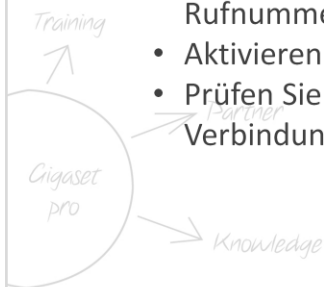 Training
Rufnumme
• Aktivieren
• Prüfen Sie
Partner
Verbindun
Gigaset
pro
Knowledge